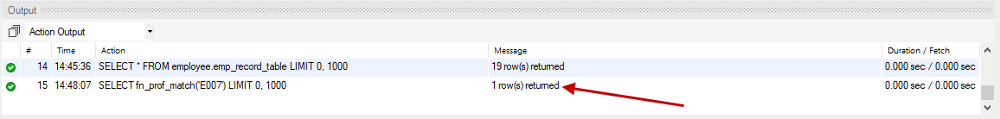 Output
Action Output
# Time Action Message Duration / Fetch
14 14:45:36 SELECT * FROM employee.emp_record_table LIMIT 0, 1000 19 row(s) returned 0.000 sec / 0.000 sec
15 14:48:07 SELECT fn_prof_match('E007') LIMIT 0, 1000 1 row(s) returned 0.000 sec / 0.000 sec